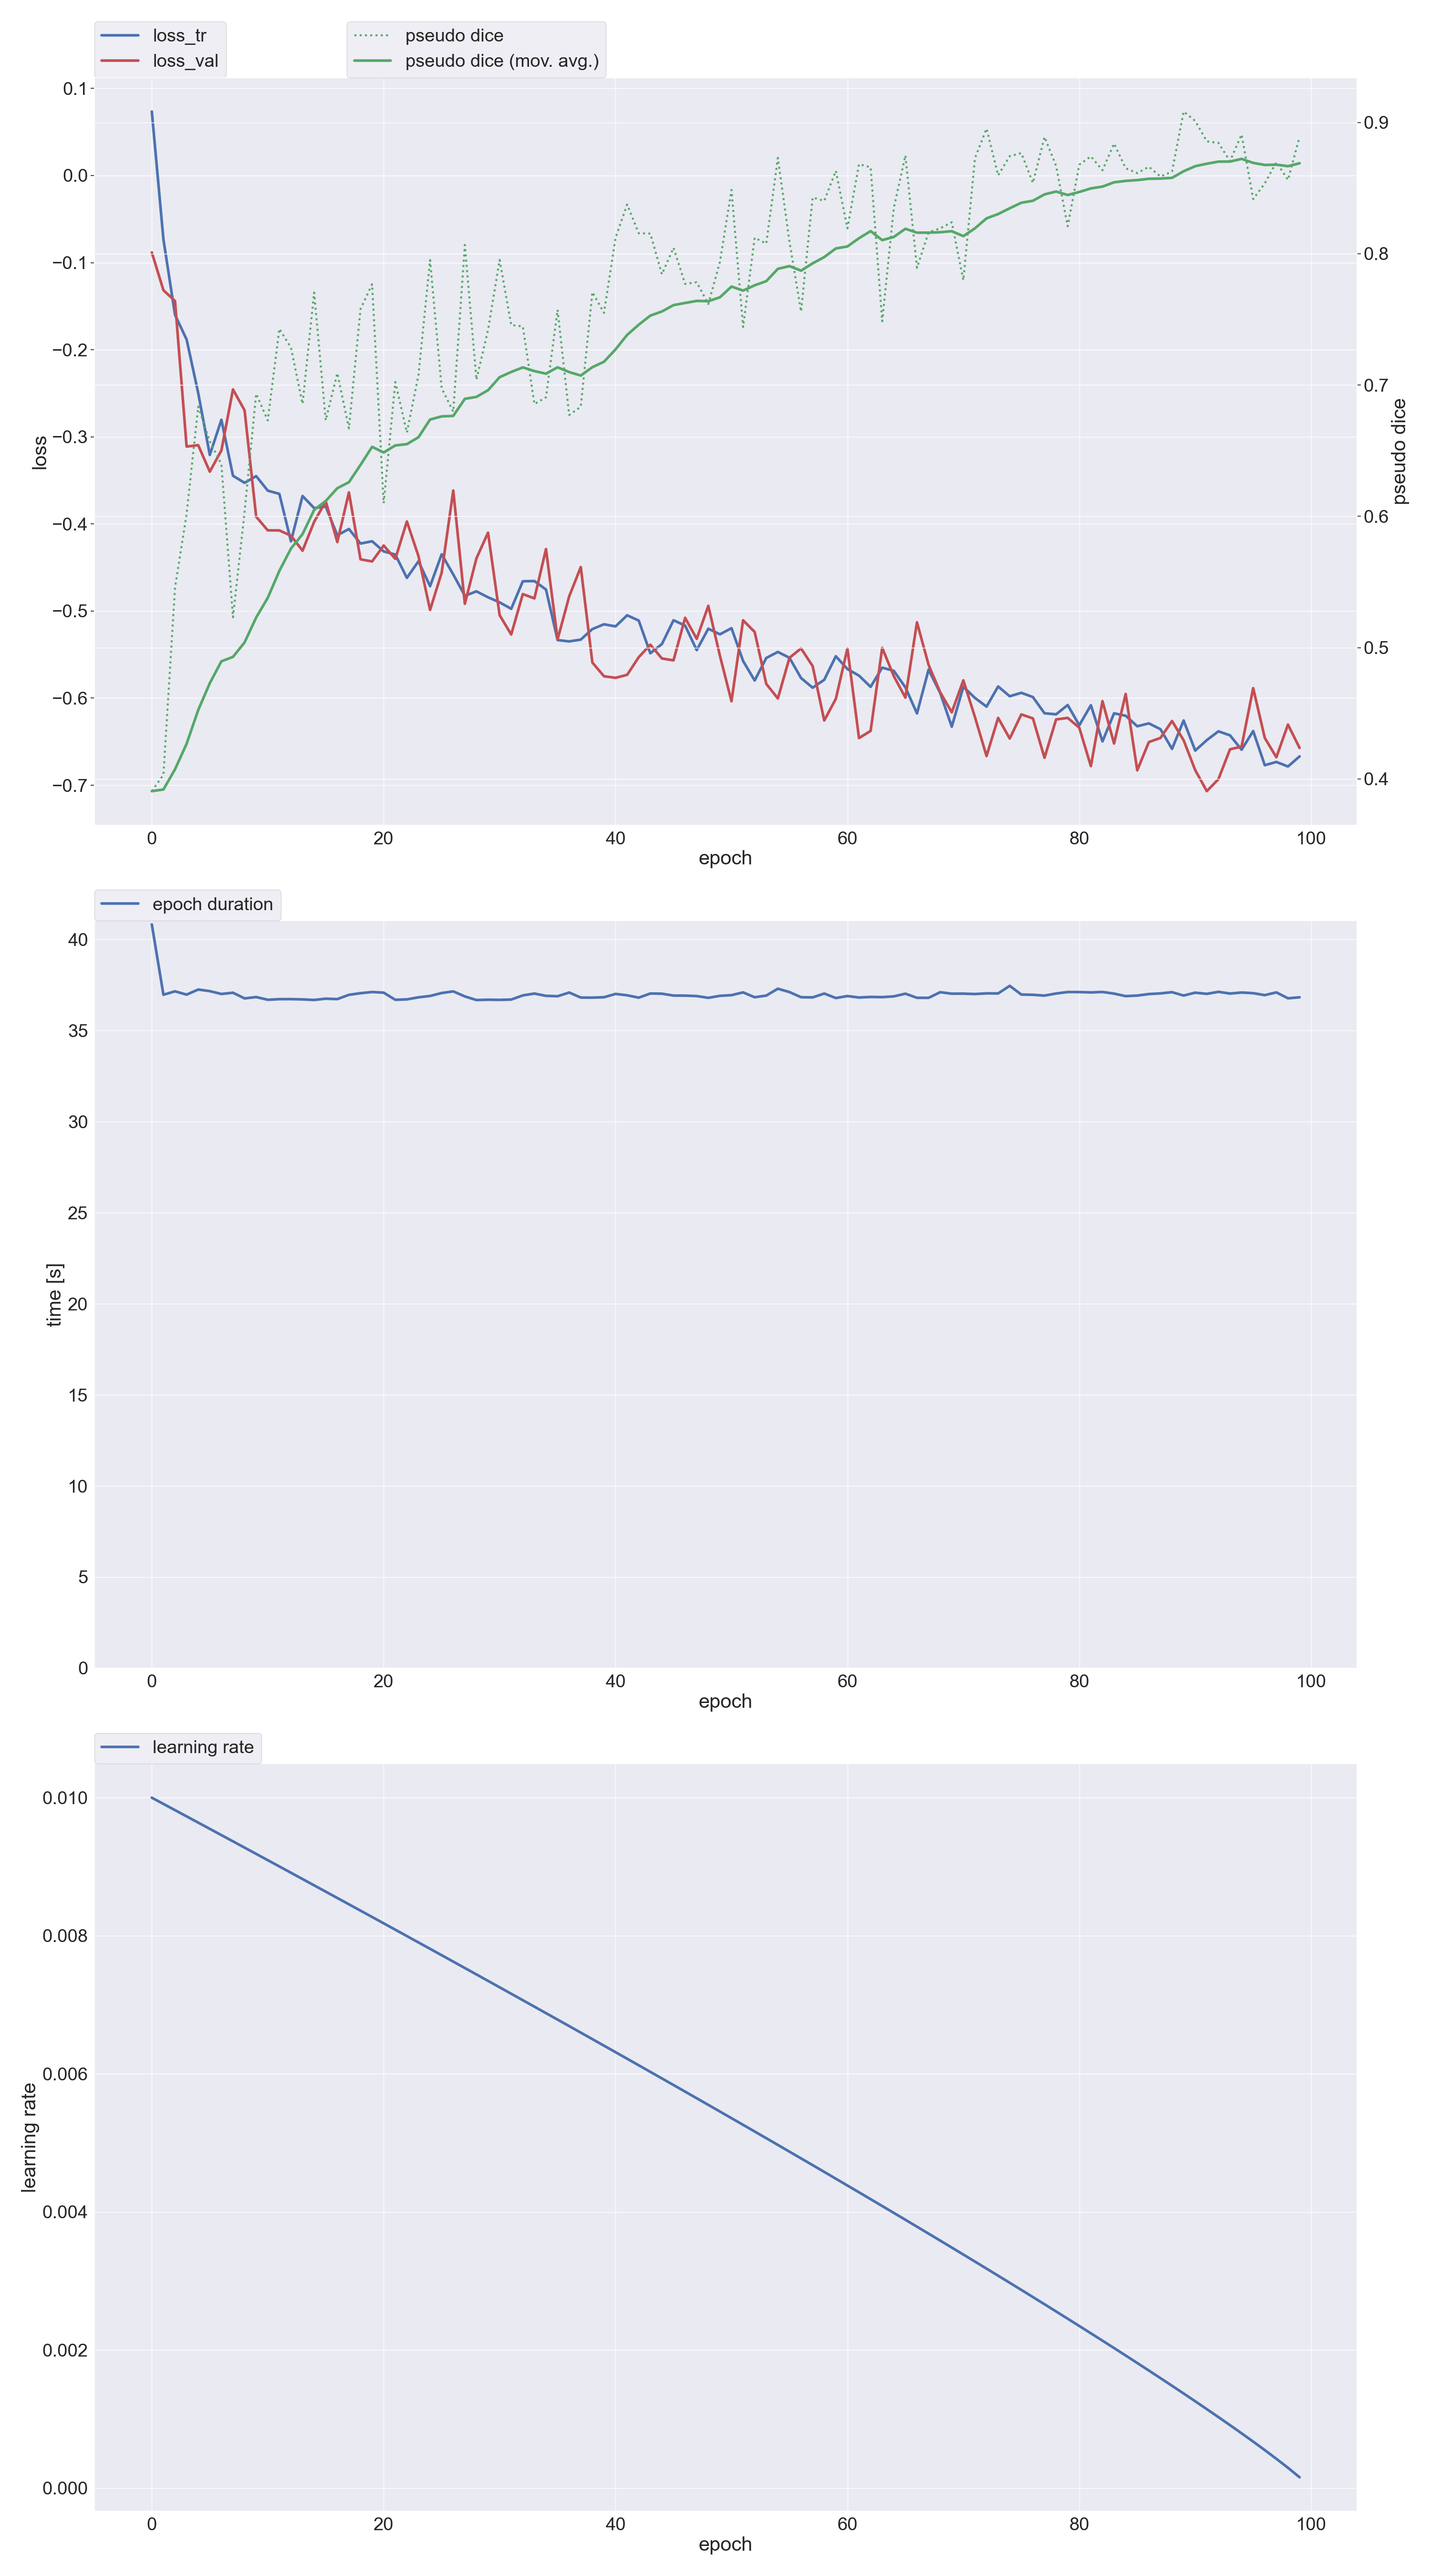 loss_tr
loss_val
pseudo dice
pseudo dice (mov. avg.)
0.1
0.0
−0.1
−0.2
−0.3
−0.4
−0.5
−0.6
−0.7
loss
0.9
0.8
0.7
0.6
0.5
0.4
pseudo dice
0 20 40 60 80 100
epoch
epoch duration
40
35
30
25
20
15
10
5
0
time [s]
0 20 40 60 80 100
epoch
learning rate
0.010
0.008
0.006
0.004
0.002
0.000
learning rate
0 20 40 60 80 100
epoch